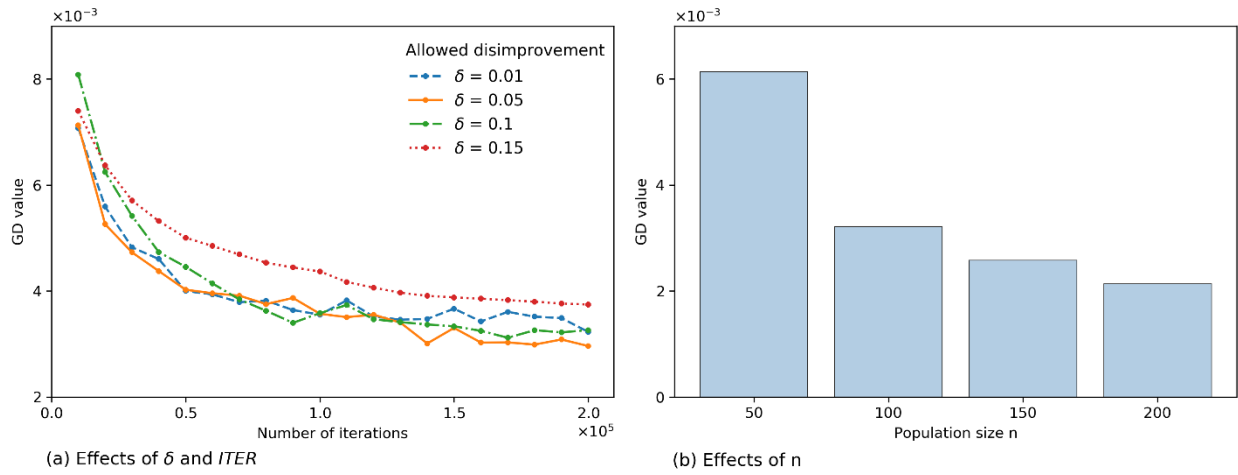 ×10⁻³
8
6
4
2
GD value
0.0
0.5
1.0
1.5
2.0
×10⁵
Number of iterations
Allowed disimprovement
δ = 0.01
δ = 0.05
δ = 0.1
δ = 0.15
(a) Effects of δ and ITER
×10⁻³
6
4
2
0
GD value
50
100
150
200
Population size n
(b) Effects of n